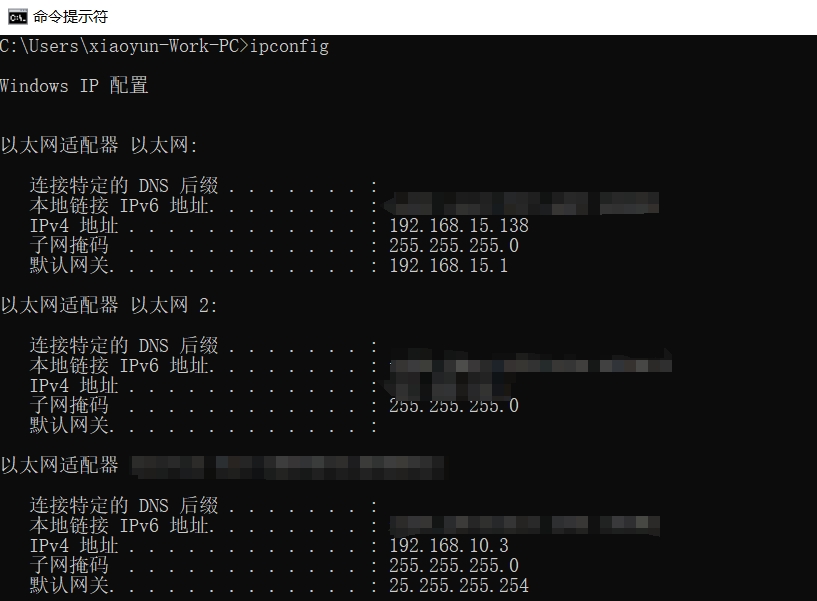 命令提示符
C:\Users\xiaoyun-Work-PC>ipconfig
Windows IP 配置
以太网适配器 以太网:
连接特定的 DNS 后缀 . . . . . . . :
本地链接 IPv6 地址. . . . . . . . :
IPv4 地址 . . . . . . . . . . . . : 192.168.15.138
子网掩码  . . . . . . . . . . . . : 255.255.255.0
默认网关. . . . . . . . . . . . . : 192.168.15.1
以太网适配器 以太网 2:
连接特定的 DNS 后缀 . . . . . . . :
本地链接 IPv6 地址. . . . . . . . :
IPv4 地址 . . . . . . . . . . . . :
子网掩码  . . . . . . . . . . . . : 255.255.255.0
默认网关. . . . . . . . . . . . . :
以太网适配器
连接特定的 DNS 后缀 . . . . . . . :
本地链接 IPv6 地址. . . . . . . . :
IPv4 地址 . . . . . . . . . . . . : 192.168.10.3
子网掩码  . . . . . . . . . . . . : 255.255.255.0
默认网关. . . . . . . . . . . . . : 25.255.255.254